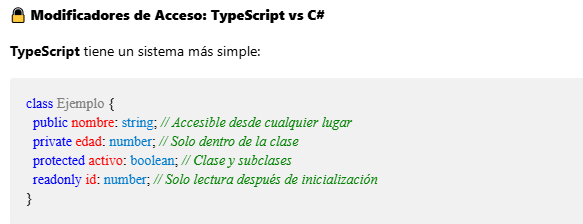 🔒 Modificadores de Acceso: TypeScript vs C#
TypeScript tiene un sistema más simple:
class Ejemplo {
  public nombre: string; // Accesible desde cualquier lugar
  private edad: number; // Solo dentro de la clase
  protected activo: boolean; // Clase y subclases
  readonly id: number; // Solo lectura después de inicialización
}